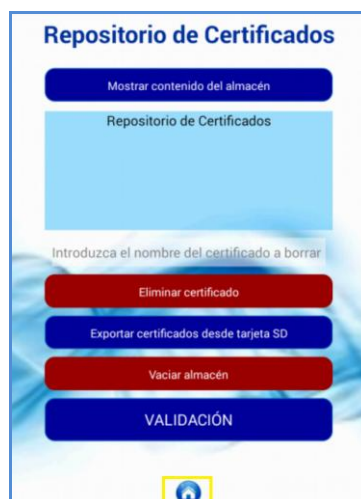 Repositorio de Certificados
Mostrar contenido del almacén
Repositorio de Certificados
Introduzca el nombre del certificado a borrar
Eliminar certificado
Exportar certificados desde tarjeta SD
Vaciar almacén
VALIDACIÓN